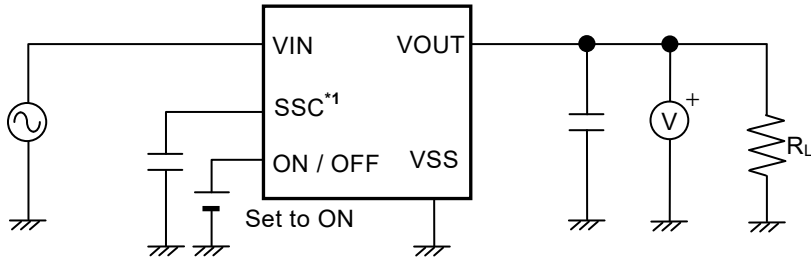 VIN VOUT
SSC*1
ON / OFF VSS
Set to ON
V +
RL